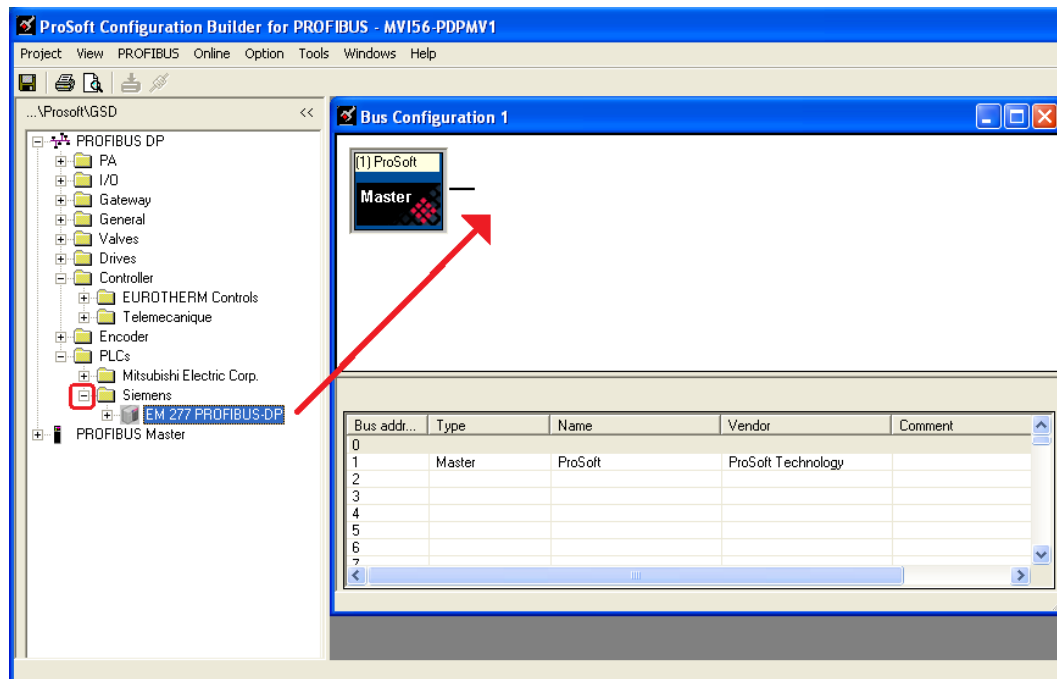 ProSoft Configuration Builder for PROFIBUS - MVI56-PDPMV1
Project View PROFIBUS Online Option Tools Windows Help
...\Prosoft\GSD <<
PROFIBUS DP
PA
I/O
Gateway
General
Valves
Drives
Controller
EUROTHERM Controls
Telemecanique
Encoder
PLCs
Mitsubishi Electric Corp.
Siemens
EM 277 PROFIBUS-DP
PROFIBUS Master
Bus Configuration 1
(1) ProSoft
Master
Bus addr... Type Name Vendor Comment
0
1 Master ProSoft ProSoft Technology
2
3
4
5
6
7